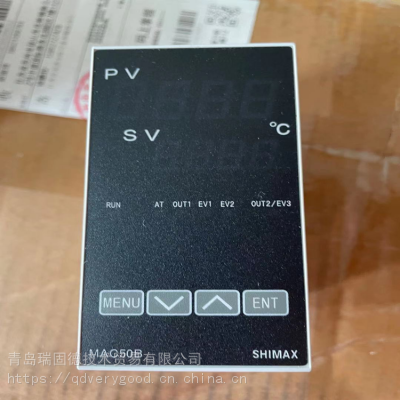 PV
SV
℃
RUN AT OUT1 EV1 EV2 OUT2/EV3
MENU ENT
MAC50B SHIMAX
青岛瑞固德技术贸易有限公司
https://qdverygood.cn.china.cn